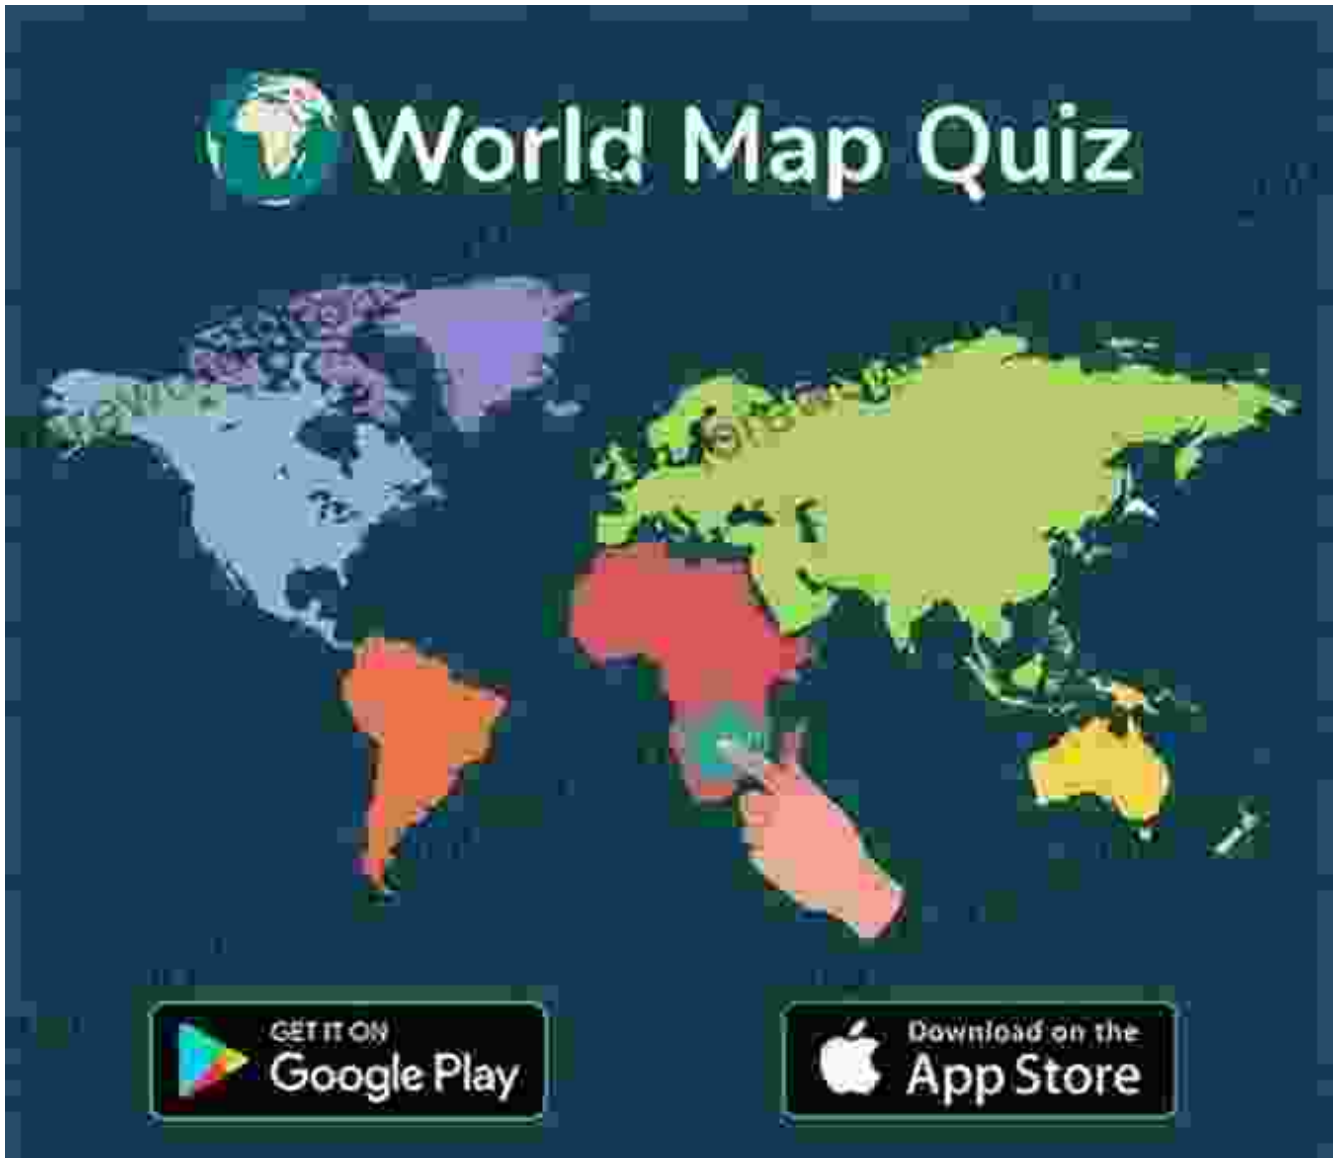 World Map Quiz
GET IT ON
Google Play
Download on the
App Store